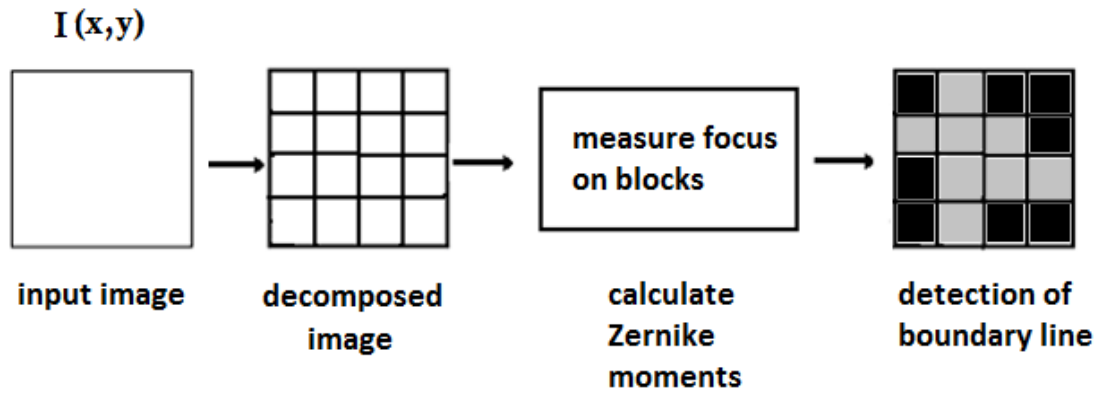 I (x,y)
measure focus
on blocks
input image
decomposed
image
calculate
Zernike
moments
detection of
boundary line